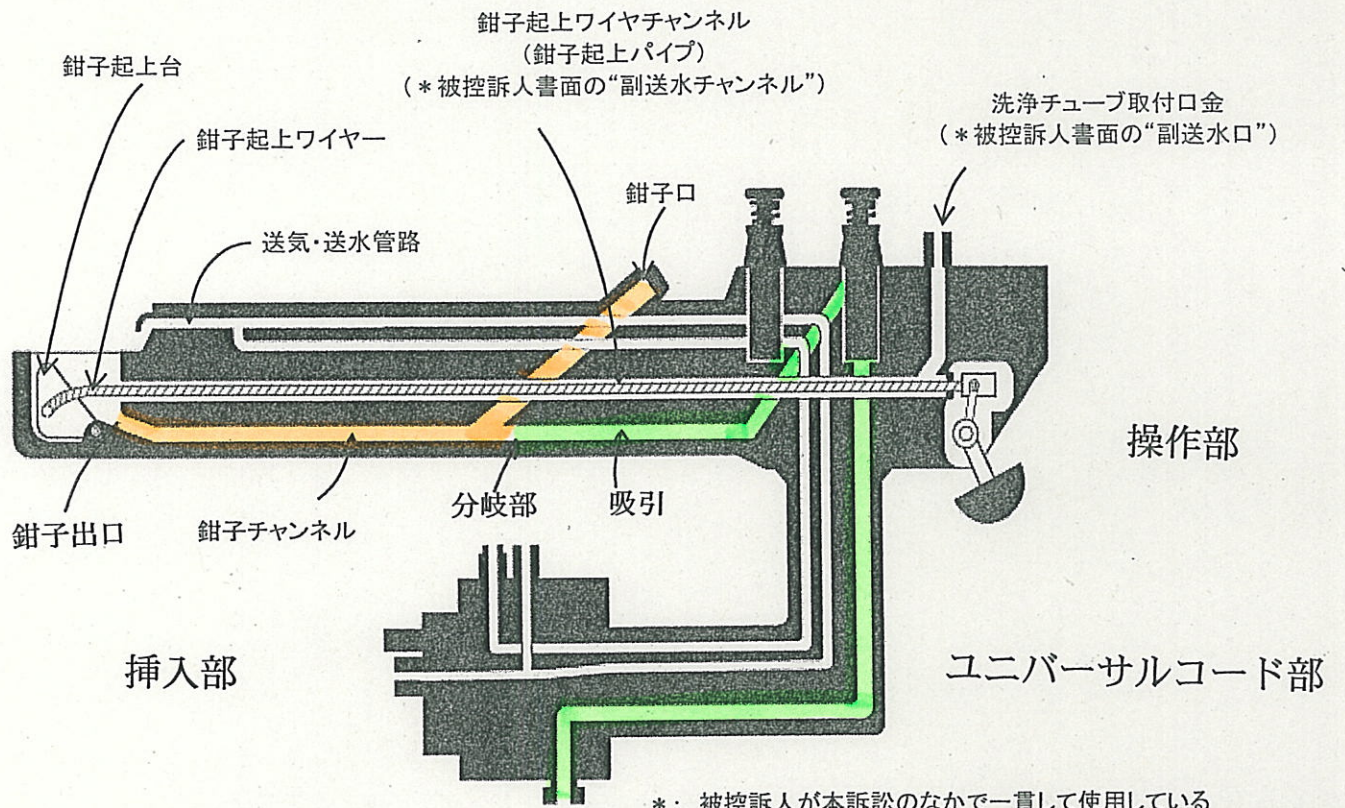 鉗子起上ワイヤチャンネル
(鉗子起上パイプ)
(＊被控訴人書面の“副送水チャンネル”)
鉗子起上台
洗浄チューブ取付口金
(＊被控訴人書面の“副送水口”)
鉗子起上ワイヤー
鉗子口
送気・送水管路
操作部
分岐部
吸引
鉗子出口
鉗子チャンネル
挿入部
ユニバーサルコード部
＊： 被控訴人が本訴訟のなかで一貫して使用している